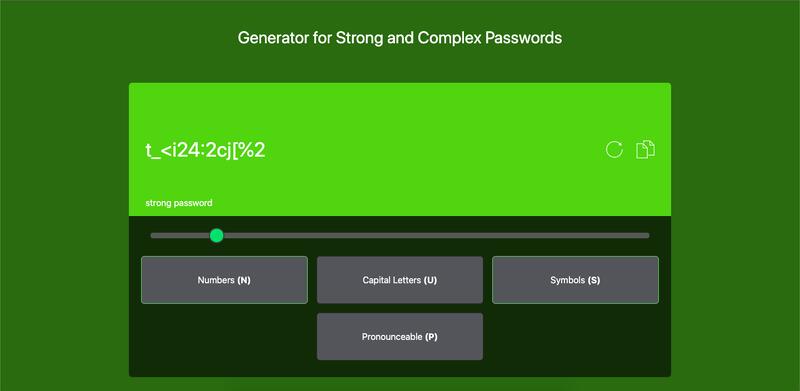 Generator for Strong and Complex Passwords
t_<i24:2cj[%2
strong password
Numbers (N)
Capital Letters (U)
Symbols (S)
Pronounceable (P)